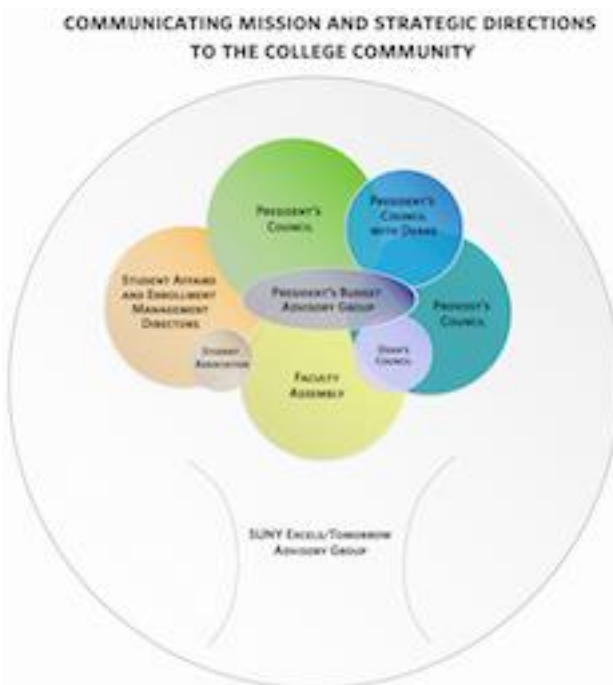 COMMUNICATING MISSION AND STRATEGIC DIRECTIONS
TO THE COLLEGE COMMUNITY
PRESIDENT'S
COUNCIL
PRESIDENT'S
COUNCIL
WITH DEANS
STUDENT AFFAIRS
AND ENROLLMENT
MANAGEMENT
DIRECTORS
PRESIDENT'S BUDGET
ADVISORY GROUP
PROVOST'S
COUNCIL
STUDENT
ASSOCIATION
DEAN'S
COUNCIL
FACULTY
ASSEMBLY
SUNY EXCELS/TOMORROW
ADVISORY GROUP